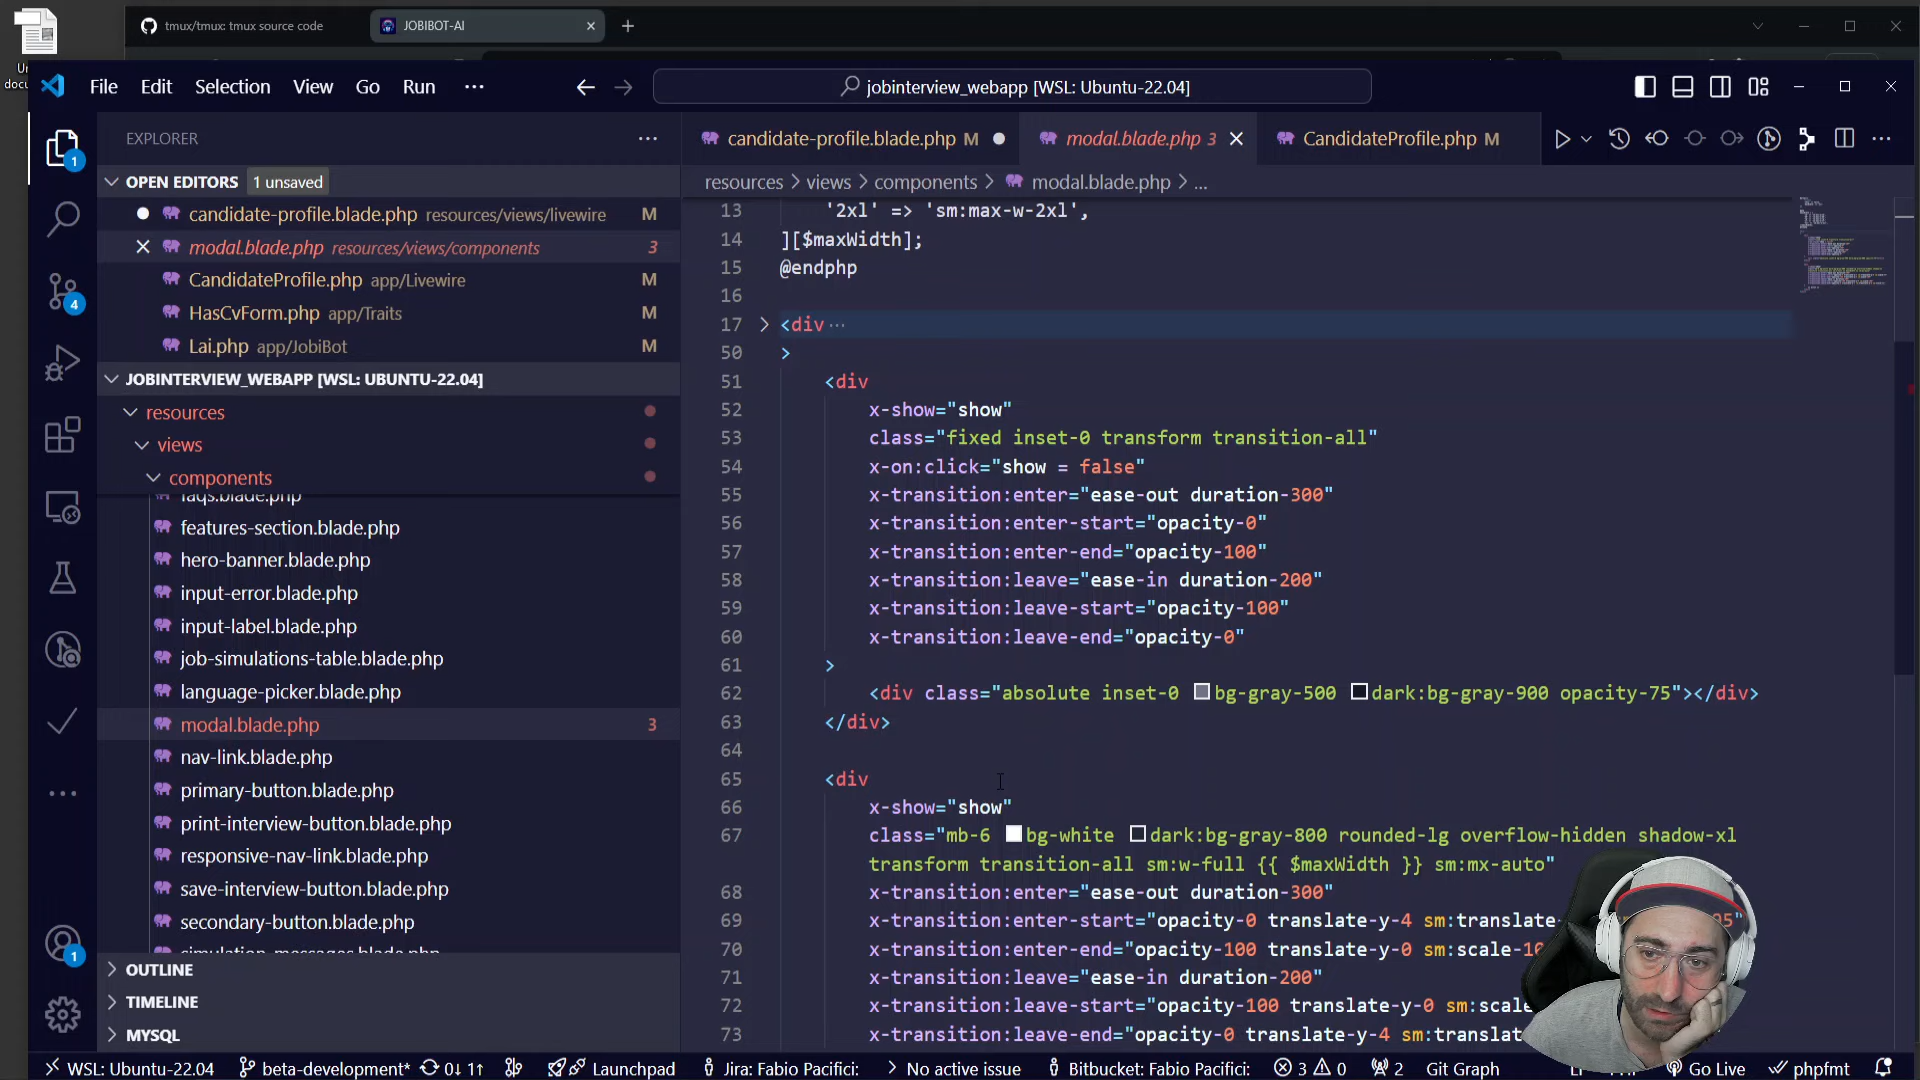 tmux/tmux: tmux source code
JOBIBOT-AI
File Edit Selection View Go Run ...
jobinterview_webapp [WSL: Ubuntu-22.04]
EXPLORER
OPEN EDITORS 1 unsaved
candidate-profile.blade.php resources/views/livewire M
modal.blade.php resources/views/components 3
CandidateProfile.php app/Livewire M
HasCvForm.php app/Traits M
Lai.php app/JobiBot M
JOBINTERVIEW_WEBAPP [WSL: UBUNTU-22.04]
resources
views
components
faqs.blade.php
features-section.blade.php
hero-banner.blade.php
input-error.blade.php
input-label.blade.php
job-simulations-table.blade.php
language-picker.blade.php
modal.blade.php 3
nav-link.blade.php
primary-button.blade.php
print-interview-button.blade.php
responsive-nav-link.blade.php
save-interview-button.blade.php
secondary-button.blade.php
simulation-messages.blade.php
OUTLINE
TIMELINE
MYSQL
1
4
1
candidate-profile.blade.php M
modal.blade.php 3
CandidateProfile.php M
resources > views > components > modal.blade.php > ...
13 '2xl' => 'sm:max-w-2xl',
14 ][$maxWidth];
15 @endphp
16
17 <div ...
50 >
51 <div
52 x-show="show"
53 class="fixed inset-0 transform transition-all"
54 x-on:click="show = false"
55 x-transition:enter="ease-out duration-300"
56 x-transition:enter-start="opacity-0"
57 x-transition:enter-end="opacity-100"
58 x-transition:leave="ease-in duration-200"
59 x-transition:leave-start="opacity-100"
60 x-transition:leave-end="opacity-0"
61 >
62 <div class="absolute inset-0 bg-gray-500 dark:bg-gray-900 opacity-75"></div>
63 </div>
64
65 <div
66 x-show="show"
67 class="mb-6 bg-white dark:bg-gray-800 rounded-lg overflow-hidden shadow-xl
transform transition-all sm:w-full {{ $maxWidth }} sm:mx-auto"
68 x-transition:enter="ease-out duration-300"
69 x-transition:enter-start="opacity-0 translate-y-4 sm:translate-
70 x-transition:enter-end="opacity-100 translate-y-0 sm:scale-10
71 x-transition:leave="ease-in duration-200"
72 x-transition:leave-start="opacity-100 translate-y-0 sm:scale
73 x-transition:leave-end="opacity-0 translate-y-4 sm:translat
WSL: Ubuntu-22.04 beta-development* 0↓ 1↑ Launchpad Jira: Fabio Pacifici: No active issue Bitbucket: Fabio Pacifici: 3 0 2 Git Graph Go Live phpfmt